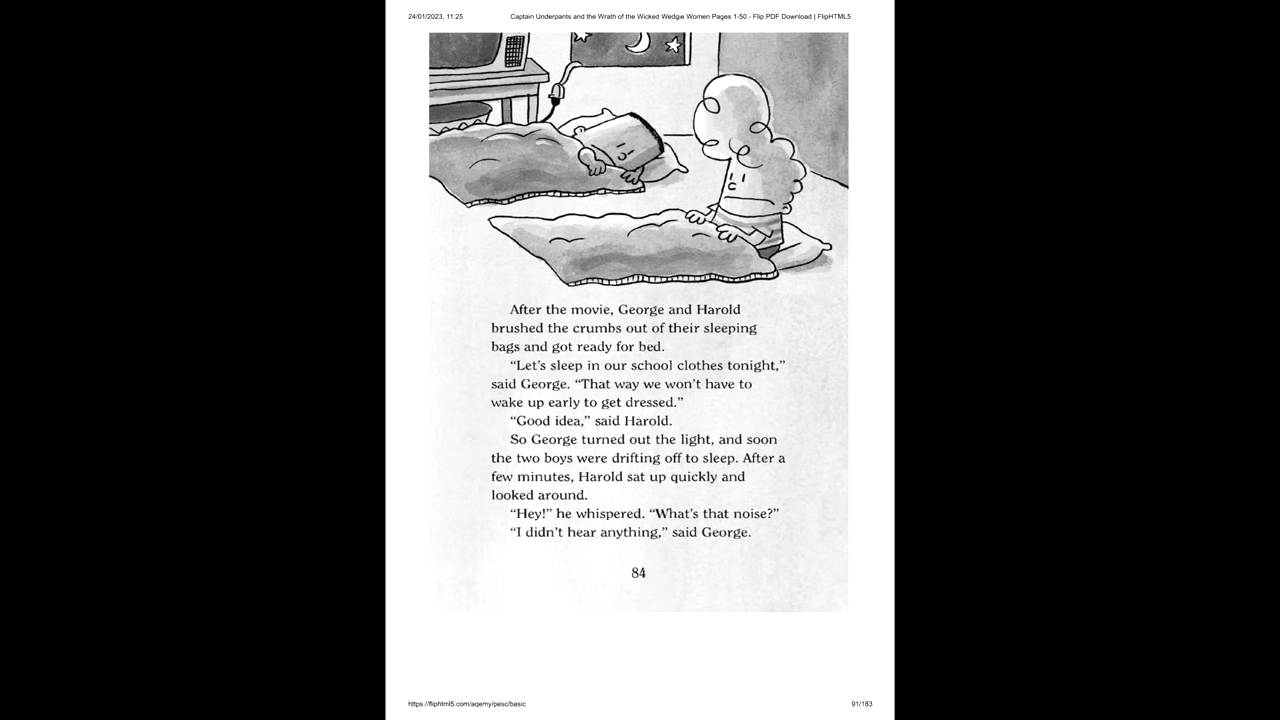 24/01/2023, 11:25
Captain Underpants and the Wrath of the Wicked Wedgie Women Pages 1-50 - Flip PDF Download | FlipHTML5
After the movie, George and Harold
brushed the crumbs out of their sleeping
bags and got ready for bed.
“Let’s sleep in our school clothes tonight,”
said George. “That way we won’t have to
wake up early to get dressed.”
“Good idea,” said Harold.
So George turned out the light, and soon
the two boys were drifting off to sleep. After a
few minutes, Harold sat up quickly and
looked around.
“Hey!” he whispered. “What’s that noise?”
“I didn’t hear anything,” said George.
84
https://fliphtml5.com/aqemy/pesc/basic
91/183